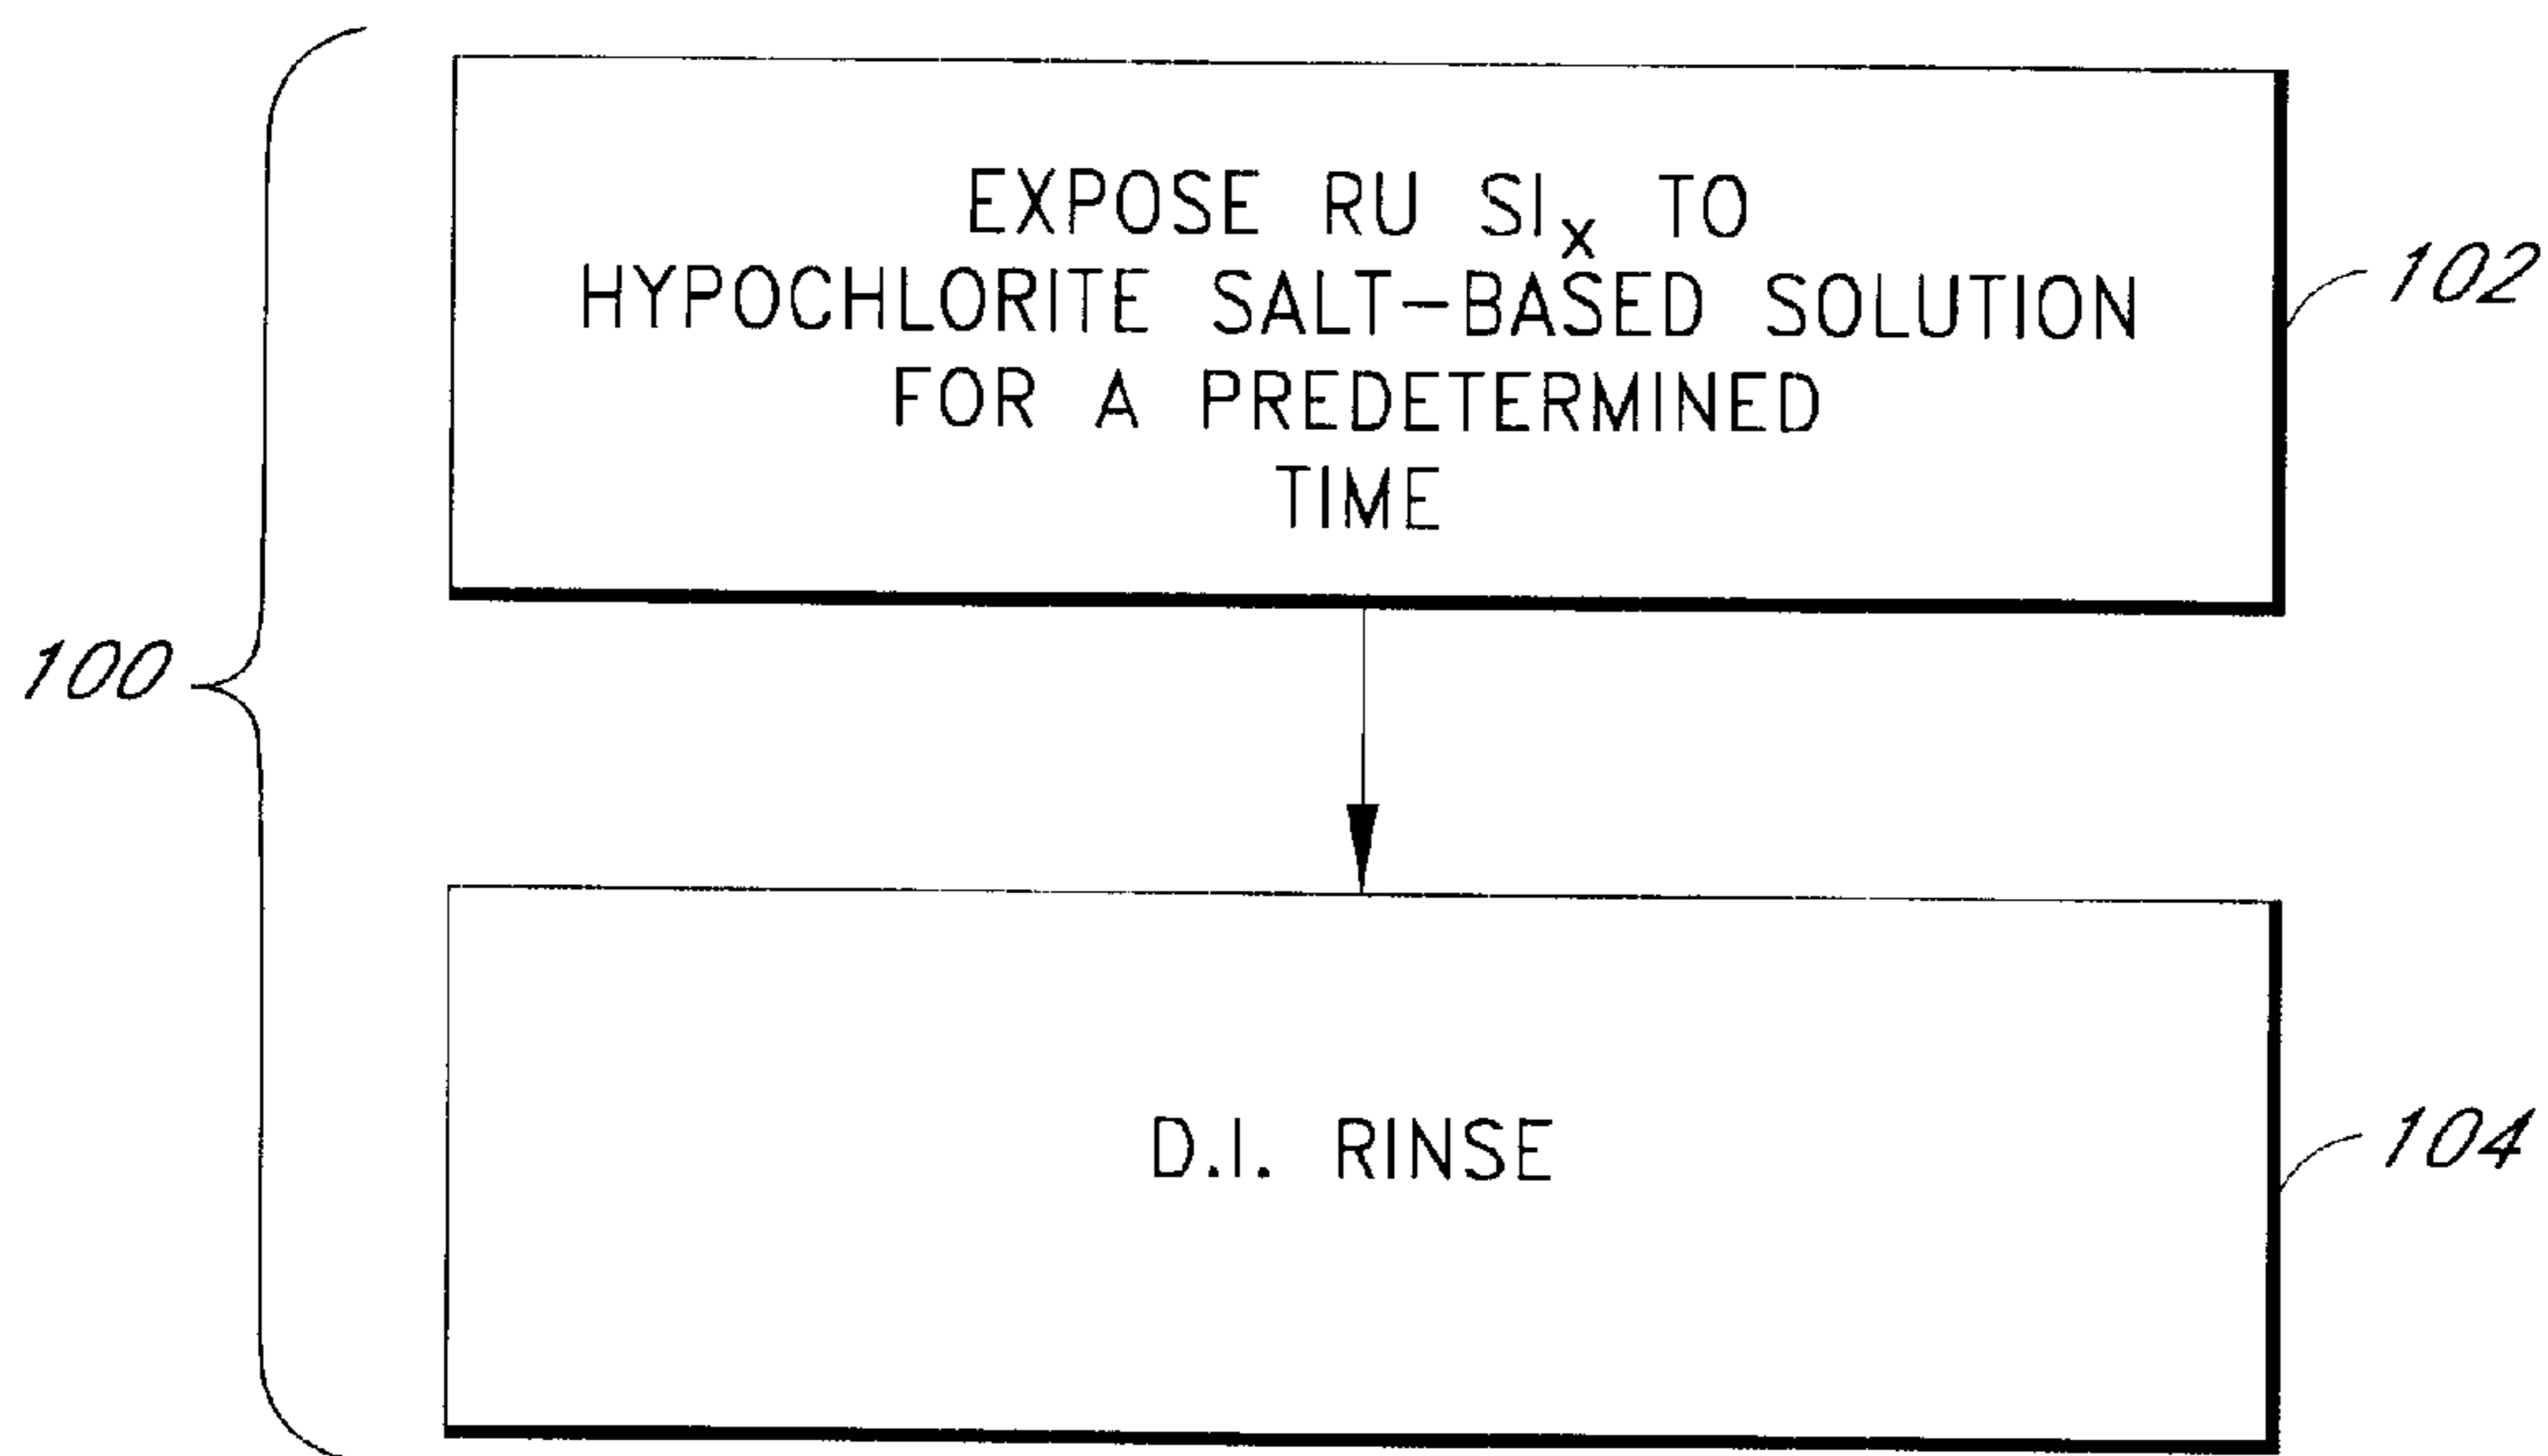 EXPOSE RU SIₓ TO
HYPOCHLORITE SALT-BASED SOLUTION
FOR A PREDETERMINED
TIME
102
100
D.I. RINSE
104